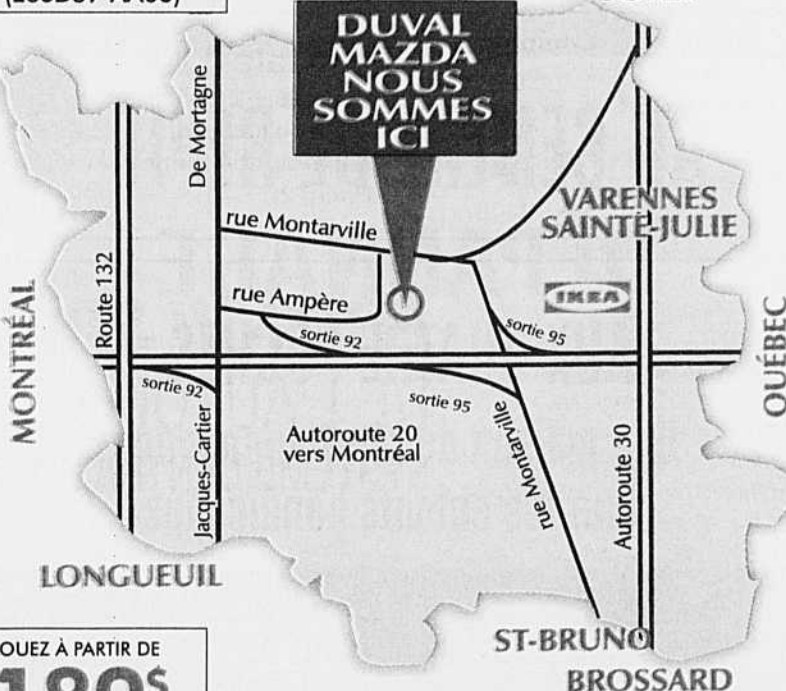 DUVAL
MAZDA
NOUS
SOMMES
ICI
De Mortagne
rue Montarville
VARENNES
SAINTE-JULIE
Route 132
rue Ampère
IKEA
MONTRÉAL
sortie 92
sortie 95
QUÉBEC
sortie 92
sortie 95
Autoroute 20
vers Montréal
Jacques-Cartier
rue Montarville
Autoroute 30
LONGUEUIL
OUEZ À PARTIR DE
ST-BRUNO
BROSSARD